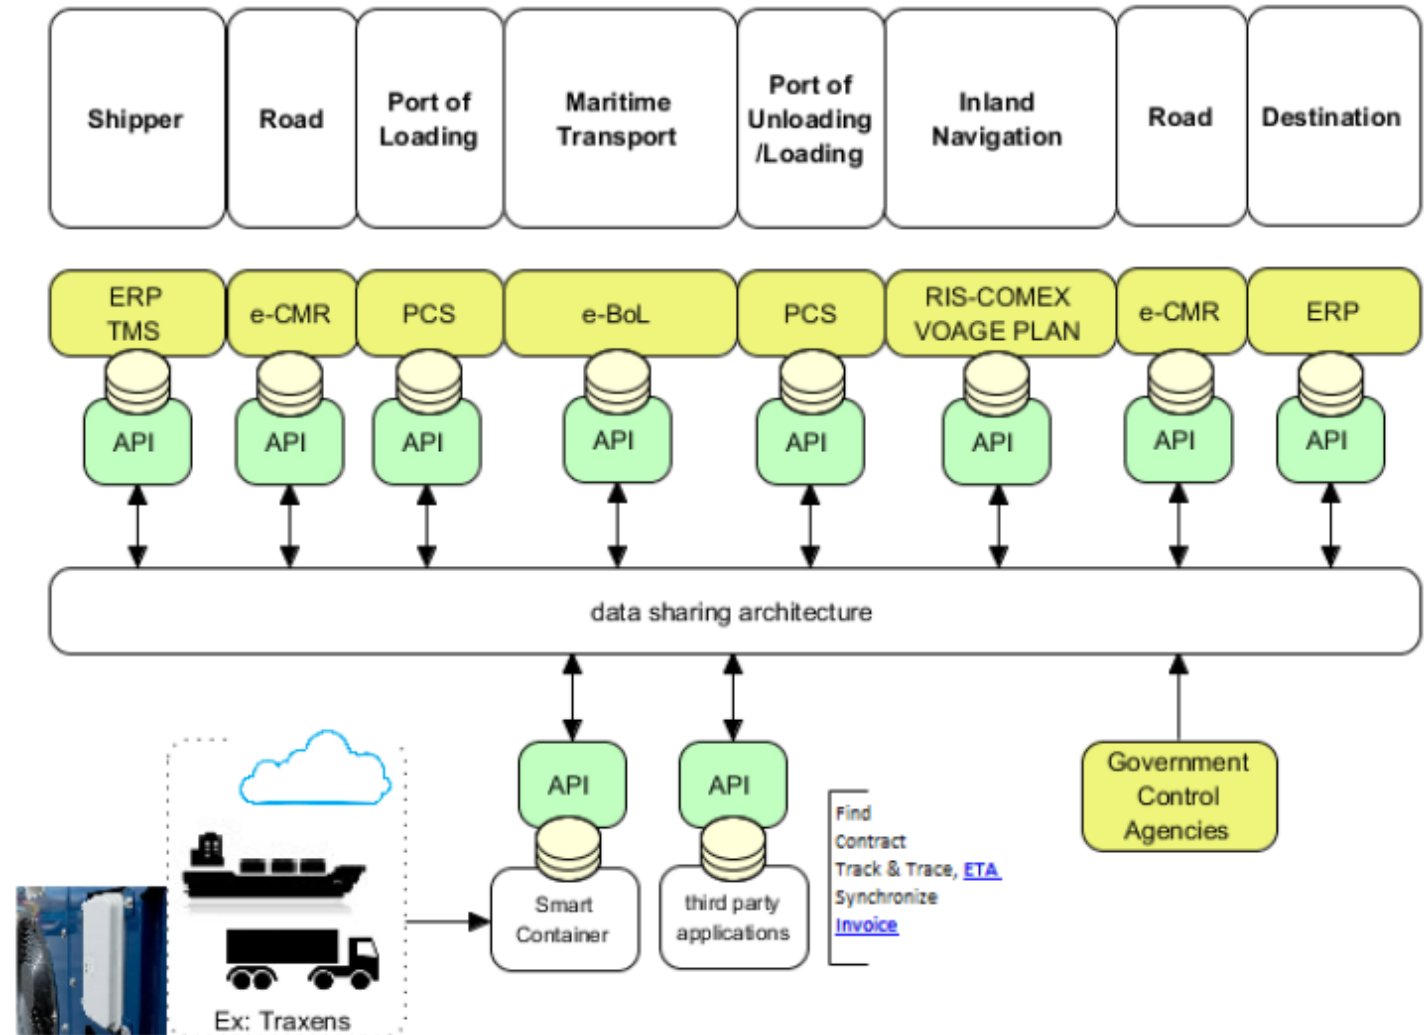 Shipper
Road
Port of
Loading
Maritime
Transport
Port of
Unloading
/Loading
Inland
Navigation
Road
Destination
ERP
TMS
e-CMR
PCS
e-BoL
PCS
RIS-COMEX
VOAGE PLAN
e-CMR
ERP
API
API
API
API
API
API
API
API
data sharing architecture
API
API
Smart
Container
third party
applications
Find
Contract
Track & Trace, ETA
Synchronize
Invoice
Government
Control
Agencies
Ex: Traxens